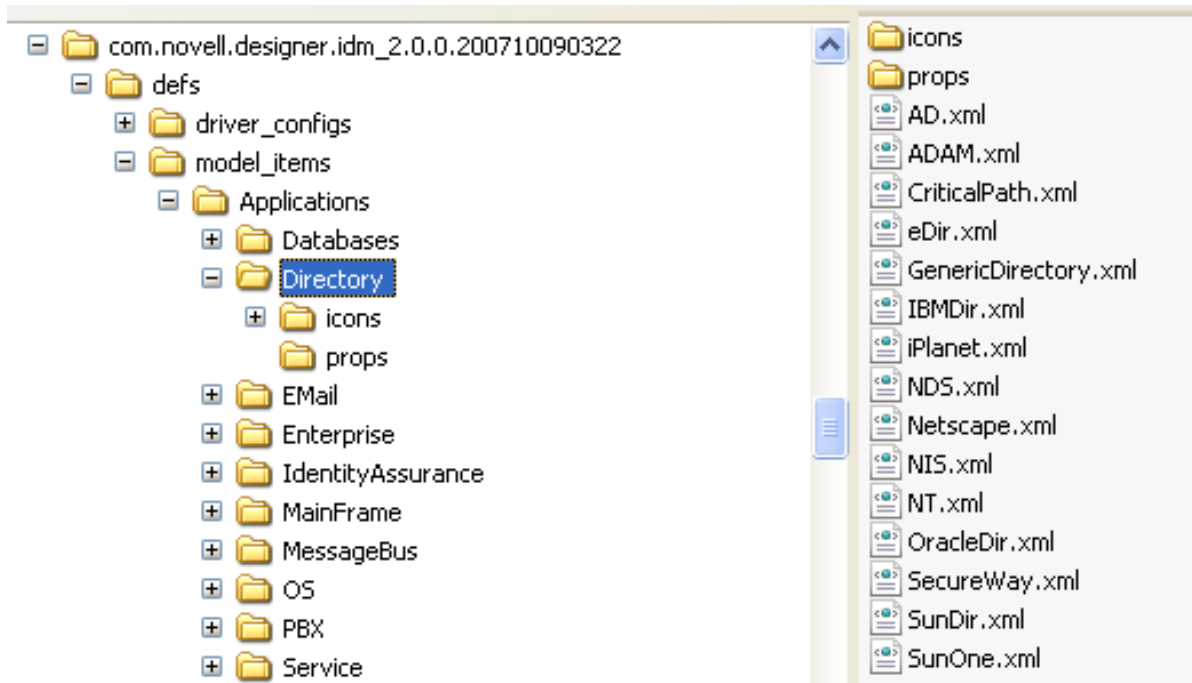 com.novell.designer.idm_2.0.0.200710090322
defs
driver_configs
model_items
Applications
Databases
Directory
icons
props
EMail
Enterprise
IdentityAssurance
MainFrame
MessageBus
OS
PBX
Service
icons
props
AD.xml
ADAM.xml
CriticalPath.xml
eDir.xml
GenericDirectory.xml
IBMDir.xml
iPlanet.xml
NDS.xml
Netscape.xml
NIS.xml
NT.xml
OracleDir.xml
SecureWay.xml
SunDir.xml
SunOne.xml